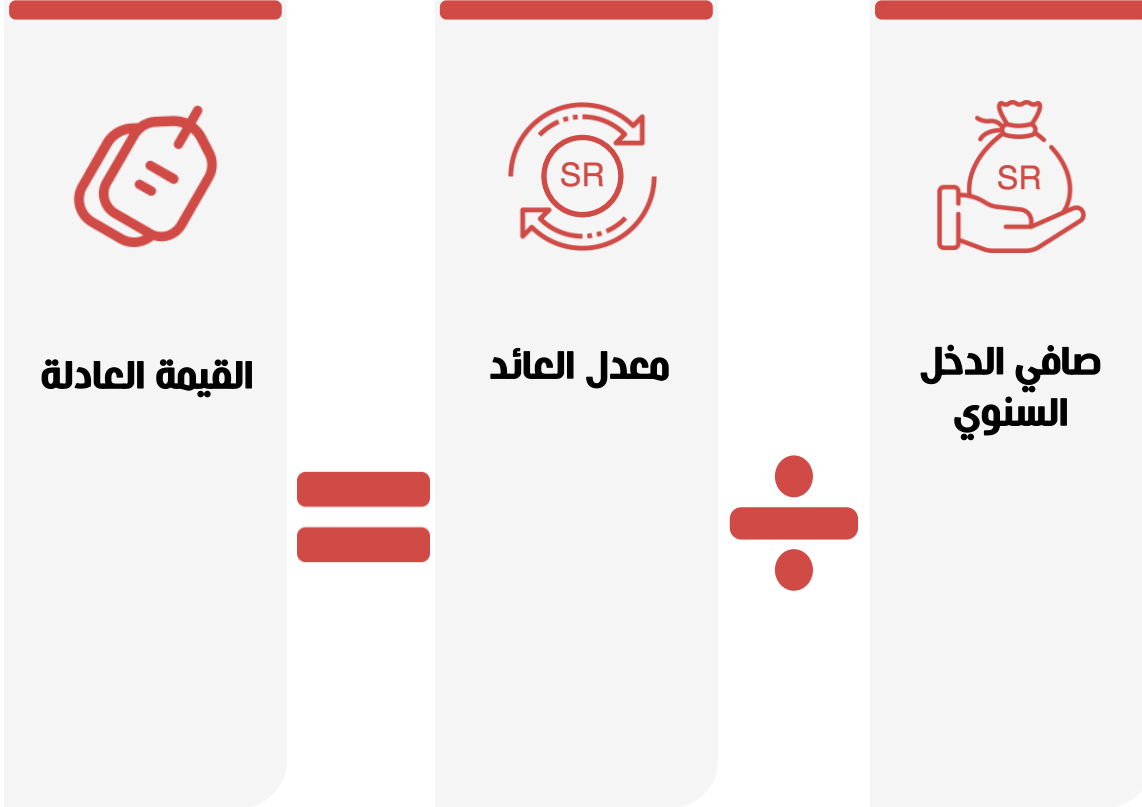 SR
صافي الدخل
السنوي
÷
SR
معدل العائد
=
القيمة العادلة